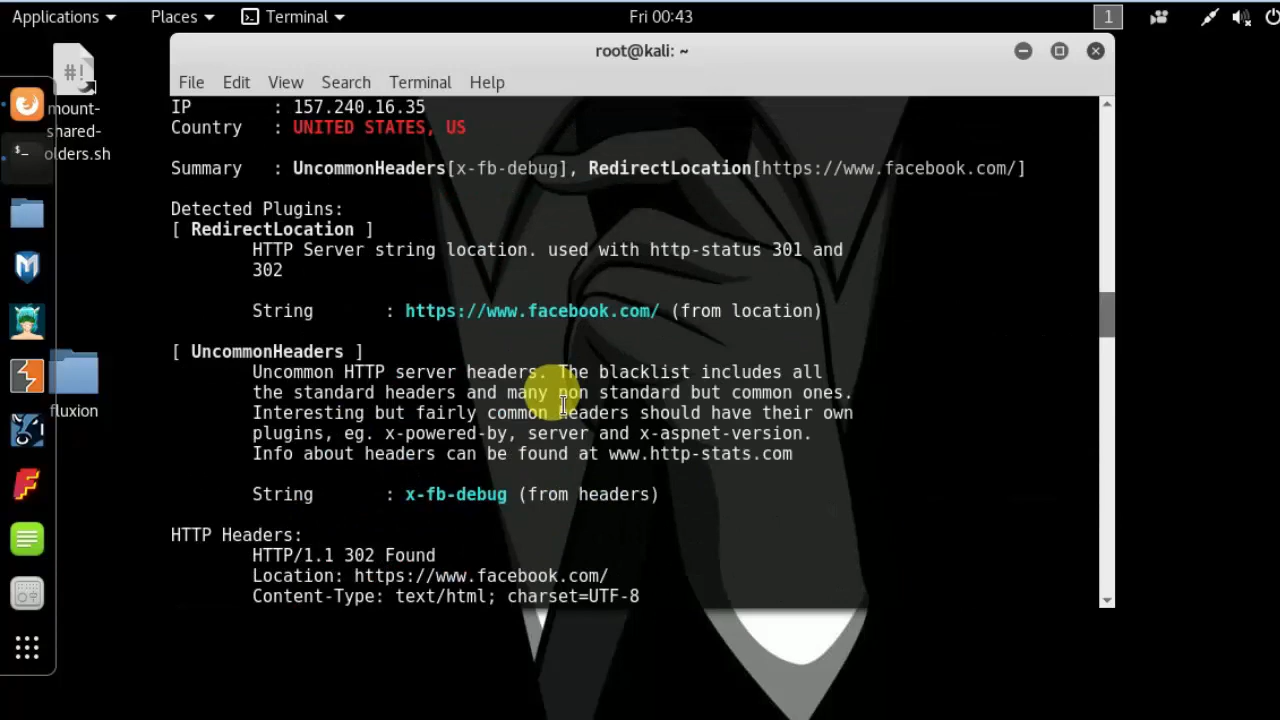 Applications Places Terminal Fri 00:43 1
root@kali: ~
File Edit View Search Terminal Help
#!
mount-
shared-
olders.sh
$-
fluxion
IP : 157.240.16.35
Country : UNITED STATES, US
Summary : UncommonHeaders[x-fb-debug], RedirectLocation[https://www.facebook.com/]
Detected Plugins:
[ RedirectLocation ]
HTTP Server string location. used with http-status 301 and
302
String : https://www.facebook.com/ (from location)
[ UncommonHeaders ]
Uncommon HTTP server headers. The blacklist includes all
the standard headers and many non standard but common ones.
Interesting but fairly common headers should have their own
plugins, eg. x-powered-by, server and x-aspnet-version.
Info about headers can be found at www.http-stats.com
String : x-fb-debug (from headers)
HTTP Headers:
HTTP/1.1 302 Found
Location: https://www.facebook.com/
Content-Type: text/html; charset=UTF-8